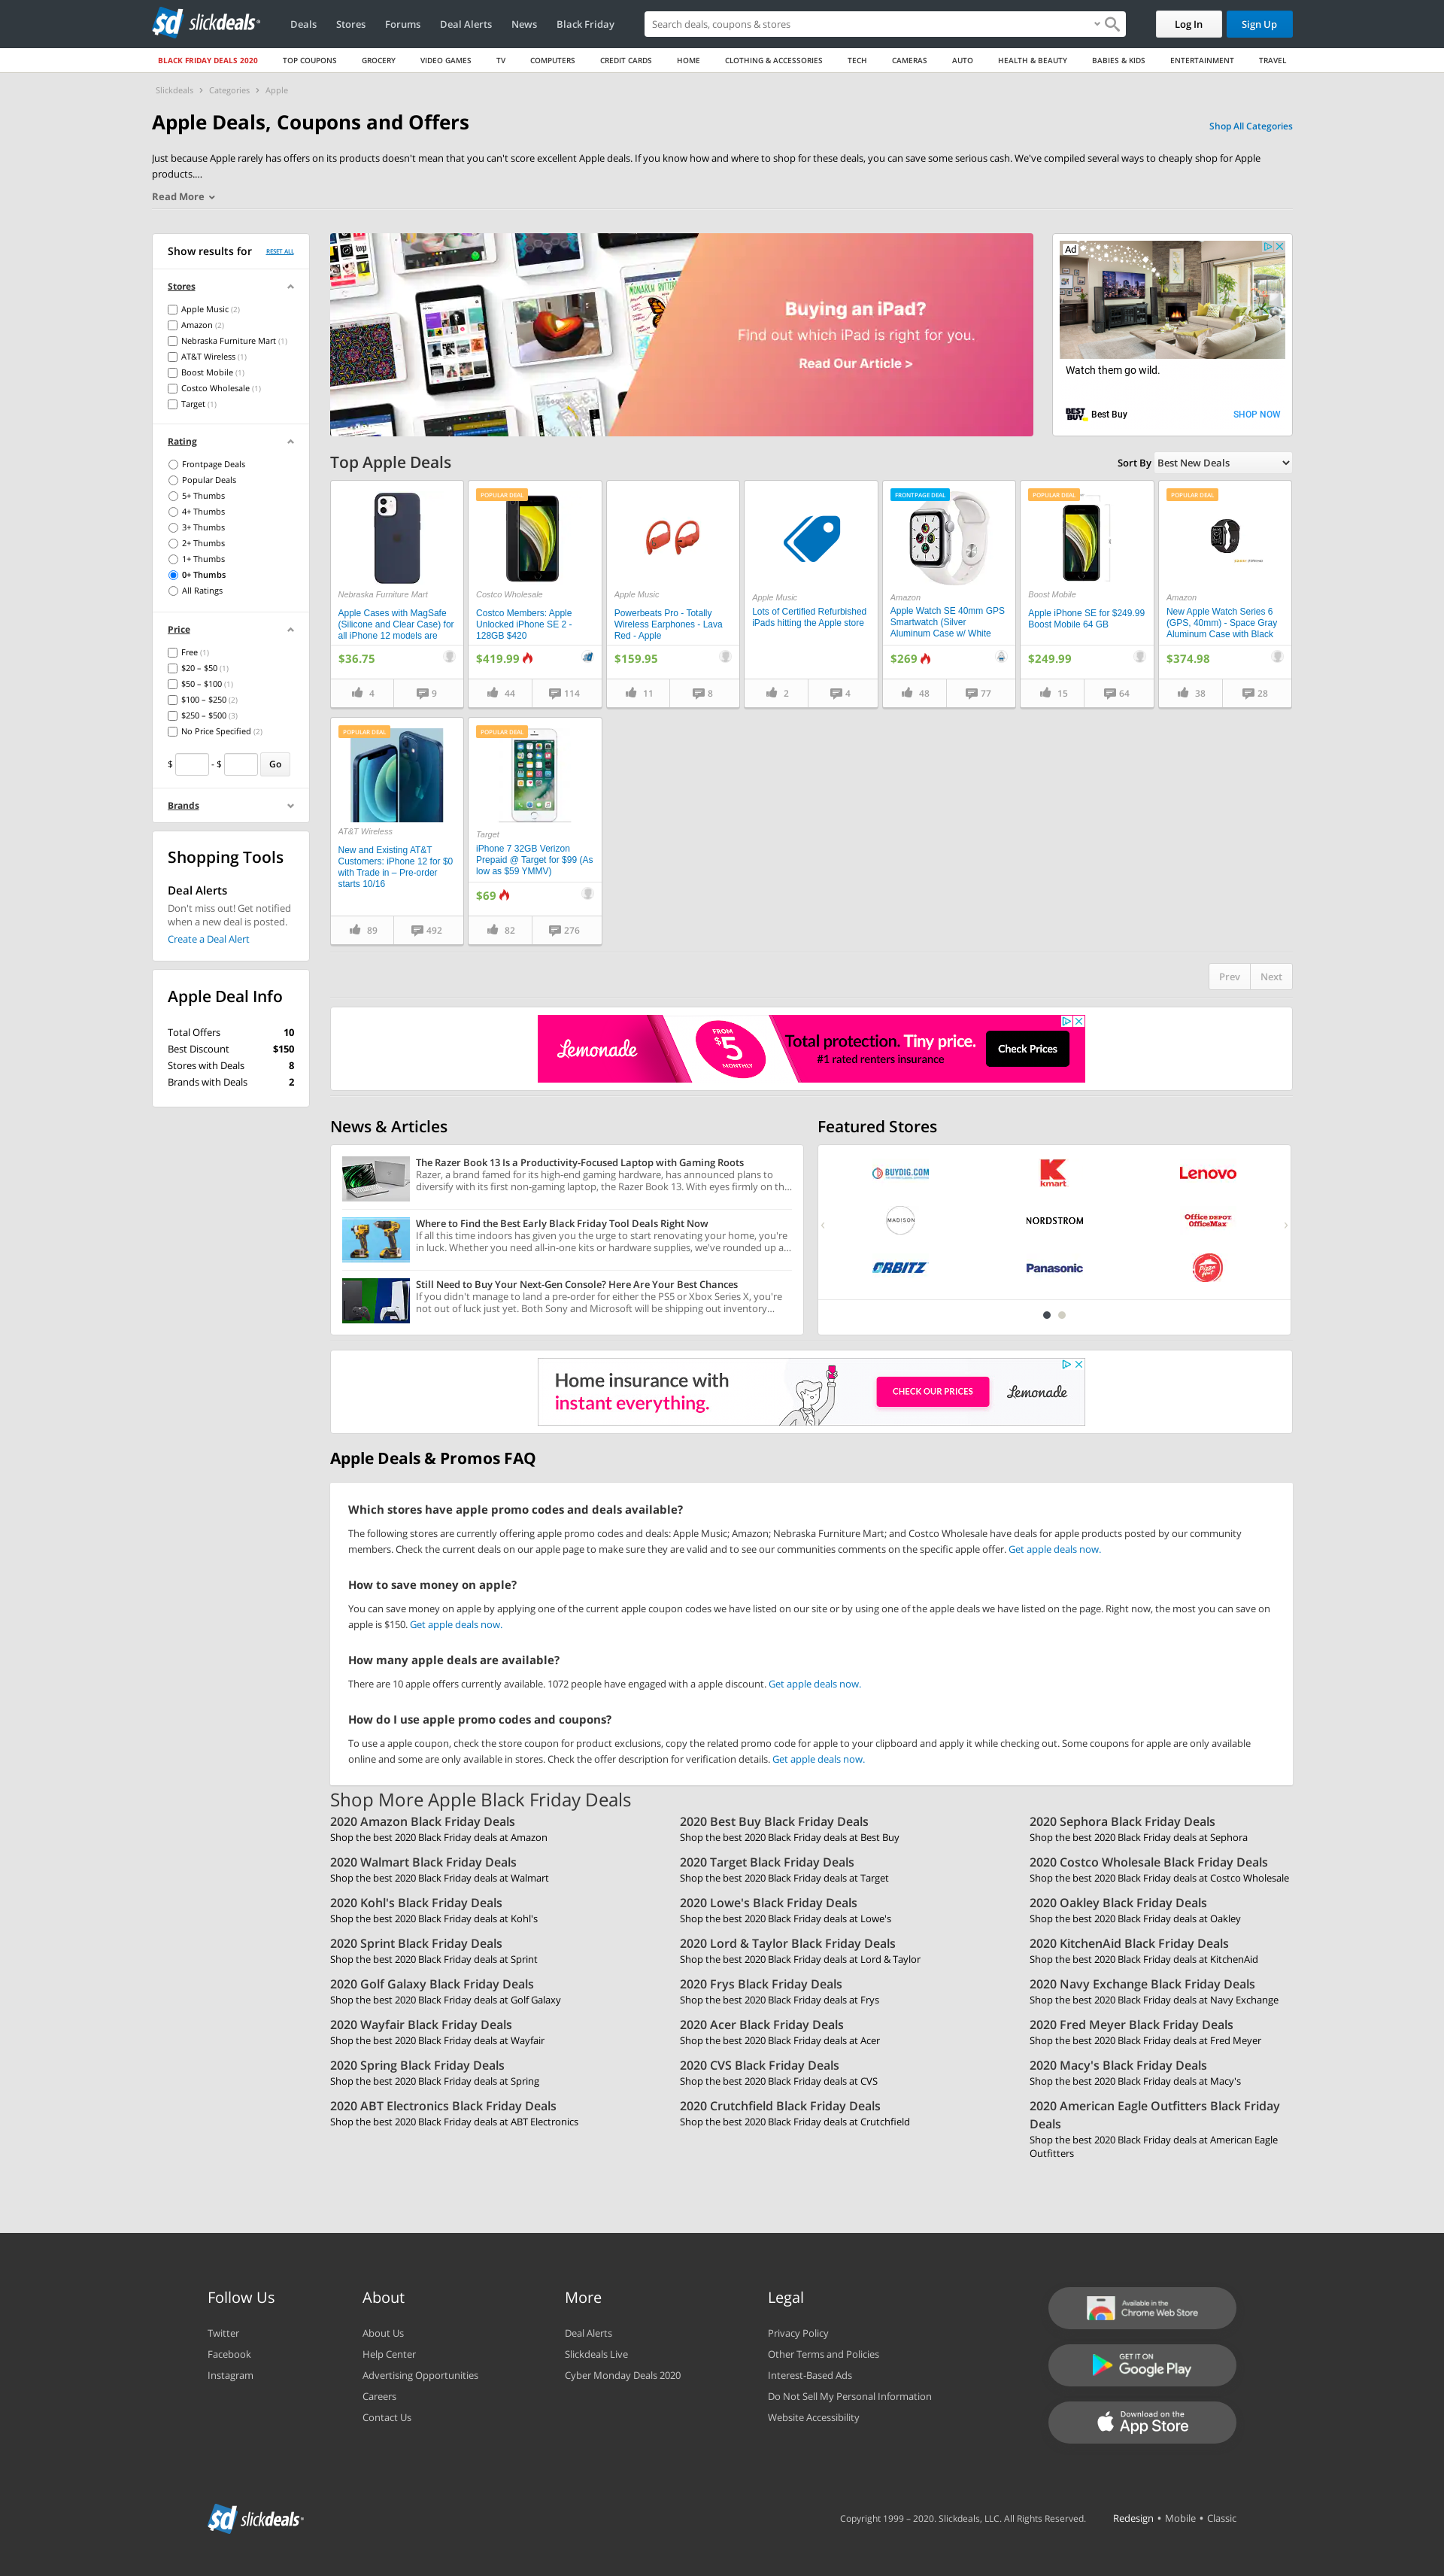 sd slickdeals
Deals Stores Forums Deal Alerts News Black Friday
Search deals, coupons & stores
Log In Sign Up
BLACK FRIDAY DEALS 2020 TOP COUPONS GROCERY VIDEO GAMES TV COMPUTERS CREDIT CARDS HOME CLOTHING & ACCESSORIES TECH CAMERAS AUTO HEALTH & BEAUTY BABIES & KIDS ENTERTAINMENT TRAVEL
Slickdeals › Categories › Apple
Apple Deals, Coupons and Offers
Shop All Categories
Just because Apple rarely has offers on its products doesn't mean that you can't score excellent Apple deals. If you know how and where to shop for these deals, you can save some serious cash. We've compiled several ways to cheaply shop for Apple
products....
Read More
Show results for RESET ALL
Stores
Apple Music (2)
Amazon (2)
Nebraska Furniture Mart (1)
AT&T Wireless (1)
Boost Mobile (1)
Costco Wholesale (1)
Target (1)
Rating
Frontpage Deals
Popular Deals
5+ Thumbs
4+ Thumbs
3+ Thumbs
2+ Thumbs
1+ Thumbs
0+ Thumbs
All Ratings
Price
Free (1)
$20 – $50 (1)
$50 – $100 (1)
$100 – $250 (2)
$250 – $500 (3)
No Price Specified (2)
$ - $ Go
Brands
Shopping Tools
Deal Alerts
Don't miss out! Get notified
when a new deal is posted.
Create a Deal Alert
Apple Deal Info
Total Offers 10
Best Discount $150
Stores with Deals 8
Brands with Deals 2
Buying an iPad?
Find out which iPad is right for you.
Read Our Article >
Ad
Watch them go wild.
BEST BUY Best Buy SHOP NOW
Top Apple Deals
Sort By Best New Deals
Nebraska Furniture Mart
Apple Cases with MagSafe
(Silicone and Clear Case) for
all iPhone 12 models are
$36.75
4 9
POPULAR DEAL
Costco Wholesale
Costco Members: Apple
Unlocked iPhone SE 2 -
128GB $420
$419.99
44 114
Apple Music
Powerbeats Pro - Totally
Wireless Earphones - Lava
Red - Apple
$159.95
11 8
Apple Music
Lots of Certified Refurbished
iPads hitting the Apple store
2 4
FRONTPAGE DEAL
Amazon
Apple Watch SE 40mm GPS
Smartwatch (Silver
Aluminum Case w/ White
$269
48 77
POPULAR DEAL
Boost Mobile
Apple iPhone SE for $249.99
Boost Mobile 64 GB
$249.99
15 64
POPULAR DEAL
Amazon
New Apple Watch Series 6
(GPS, 40mm) - Space Gray
Aluminum Case with Black
$374.98
38 28
POPULAR DEAL
AT&T Wireless
New and Existing AT&T
Customers: iPhone 12 for $0
with Trade in – Pre-order
starts 10/16
89 492
POPULAR DEAL
Target
iPhone 7 32GB Verizon
Prepaid @ Target for $99 (As
low as $59 YMMV)
$69
82 276
Prev Next
Lemonade
FROM
$5
MONTHLY
Total protection. Tiny price.
#1 rated renters insurance
Check Prices
News & Articles
The Razer Book 13 Is a Productivity-Focused Laptop with Gaming Roots
Razer, a brand famed for its high-end gaming hardware, has announced plans to
diversify with its first non-gaming laptop, the Razer Book 13. With eyes firmly on th...
Where to Find the Best Early Black Friday Tool Deals Right Now
If all this time indoors has given you the urge to start renovating your home, you're
in luck. Whether you need all-in-one kits or hardware supplies, we've rounded up a...
Still Need to Buy Your Next-Gen Console? Here Are Your Best Chances
If you didn't manage to land a pre-order for either the PS5 or Xbox Series X, you're
not out of luck just yet. Both Sony and Microsoft will be shipping out inventory...
Featured Stores
BUYDIG.COM kmart Lenovo
MADISON NORDSTROM Office DEPOT OfficeMax
ORBITZ Panasonic Pizza Hut
Home insurance with
instant everything.
CHECK OUR PRICES
Lemonade
Apple Deals & Promos FAQ
Which stores have apple promo codes and deals available?
The following stores are currently offering apple promo codes and deals: Apple Music; Amazon; Nebraska Furniture Mart; and Costco Wholesale have deals for apple products posted by our community
members. Check the current deals on our apple page to make sure they are valid and to see our communities comments on the specific apple offer. Get apple deals now.
How to save money on apple?
You can save money on apple by applying one of the current apple coupon codes we have listed on our site or by using one of the apple deals we have listed on the page. Right now, the most you can save on
apple is $150. Get apple deals now.
How many apple deals are available?
There are 10 apple offers currently available. 1072 people have engaged with a apple discount. Get apple deals now.
How do I use apple promo codes and coupons?
To use a apple coupon, check the store coupon for product exclusions, copy the related promo code for apple to your clipboard and apply it while checking out. Some coupons for apple are only available
online and some are only available in stores. Check the offer description for verification details. Get apple deals now.
Shop More Apple Black Friday Deals
2020 Amazon Black Friday Deals
Shop the best 2020 Black Friday deals at Amazon
2020 Best Buy Black Friday Deals
Shop the best 2020 Black Friday deals at Best Buy
2020 Sephora Black Friday Deals
Shop the best 2020 Black Friday deals at Sephora
2020 Walmart Black Friday Deals
Shop the best 2020 Black Friday deals at Walmart
2020 Target Black Friday Deals
Shop the best 2020 Black Friday deals at Target
2020 Costco Wholesale Black Friday Deals
Shop the best 2020 Black Friday deals at Costco Wholesale
2020 Kohl's Black Friday Deals
Shop the best 2020 Black Friday deals at Kohl's
2020 Lowe's Black Friday Deals
Shop the best 2020 Black Friday deals at Lowe's
2020 Oakley Black Friday Deals
Shop the best 2020 Black Friday deals at Oakley
2020 Sprint Black Friday Deals
Shop the best 2020 Black Friday deals at Sprint
2020 Lord & Taylor Black Friday Deals
Shop the best 2020 Black Friday deals at Lord & Taylor
2020 KitchenAid Black Friday Deals
Shop the best 2020 Black Friday deals at KitchenAid
2020 Golf Galaxy Black Friday Deals
Shop the best 2020 Black Friday deals at Golf Galaxy
2020 Frys Black Friday Deals
Shop the best 2020 Black Friday deals at Frys
2020 Navy Exchange Black Friday Deals
Shop the best 2020 Black Friday deals at Navy Exchange
2020 Wayfair Black Friday Deals
Shop the best 2020 Black Friday deals at Wayfair
2020 Acer Black Friday Deals
Shop the best 2020 Black Friday deals at Acer
2020 Fred Meyer Black Friday Deals
Shop the best 2020 Black Friday deals at Fred Meyer
2020 Spring Black Friday Deals
Shop the best 2020 Black Friday deals at Spring
2020 CVS Black Friday Deals
Shop the best 2020 Black Friday deals at CVS
2020 Macy's Black Friday Deals
Shop the best 2020 Black Friday deals at Macy's
2020 ABT Electronics Black Friday Deals
Shop the best 2020 Black Friday deals at ABT Electronics
2020 Crutchfield Black Friday Deals
Shop the best 2020 Black Friday deals at Crutchfield
2020 American Eagle Outfitters Black Friday
Deals
Shop the best 2020 Black Friday deals at American Eagle
Outfitters
Follow Us
Twitter
Facebook
Instagram
About
About Us
Help Center
Advertising Opportunities
Careers
Contact Us
More
Deal Alerts
Slickdeals Live
Cyber Monday Deals 2020
Legal
Privacy Policy
Other Terms and Policies
Interest-Based Ads
Do Not Sell My Personal Information
Website Accessibility
Available in the
Chrome Web Store
GET IT ON
Google Play
Download on the
App Store
sd slickdeals
Copyright 1999 – 2020. Slickdeals, LLC. All Rights Reserved. Redesign • Mobile • Classic